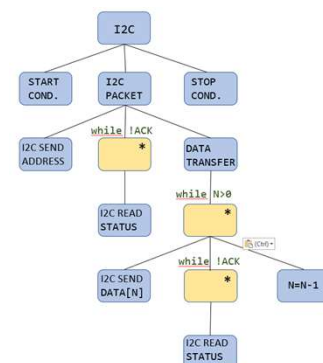 I2C
START
COND.
I2C
PACKET
STOP
COND.
while !ACK
I2C SEND
ADDRESS
*
DATA
TRANSFER
while N>0
I2C READ
STATUS
*
(Ctrl)
while !ACK
I2C SEND
DATA[N]
*
N=N-1
I2C READ
STATUS